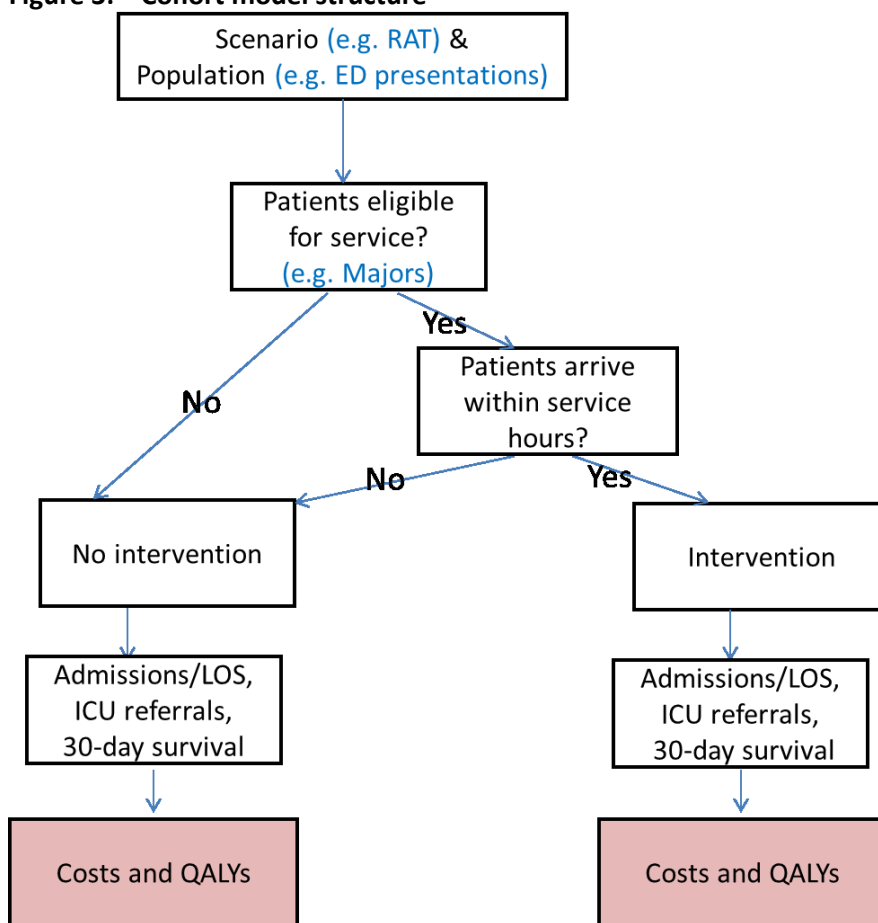 Figure 3: Cohort model structure
Scenario (e.g. RAT) &
Population (e.g. ED presentations)
Patients eligible
for service?
(e.g. Majors)
Yes
Patients arrive
within service
hours?
No
No
Yes
No intervention
Intervention
Admissions/LOS,
ICU referrals,
30-day survival
Admissions/LOS,
ICU referrals,
30-day survival
Costs and QALYs
Costs and QALYs